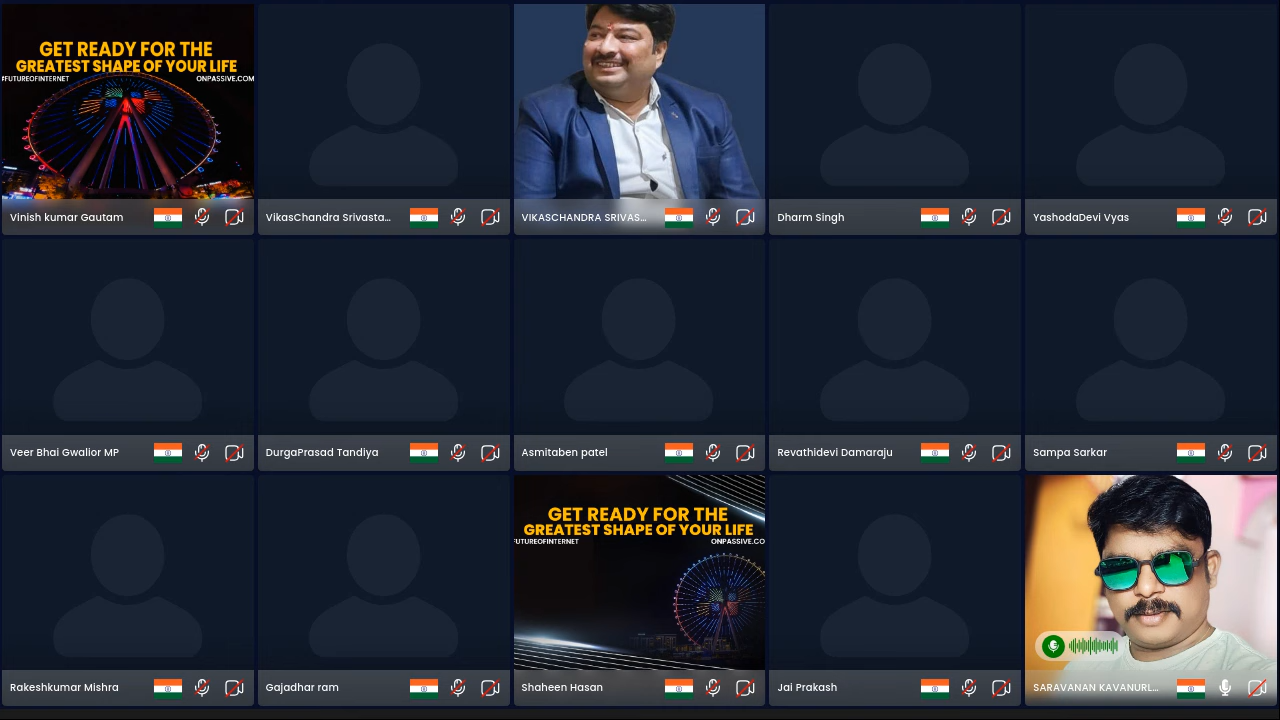 GET READY FOR THE
GREATEST SHAPE OF YOUR LIFE
#FUTUREOFINTERNET
ONPASSIVE.COM
Vinish kumar Gautam
VikasChandra Srivasta...
VIKASCHANDRA SRIVAS...
Dharm Singh
YashodaDevi Vyas
Veer Bhai Gwalior MP
DurgaPrasad Tandiya
Asmitaben patel
Revathidevi Damaraju
Sampa Sarkar
GET READY FOR THE
GREATEST SHAPE OF YOUR LIFE
FUTUREOFINTERNET
ONPASSIVE.CO
Rakeshkumar Mishra
Gajadhar ram
Shaheen Hasan
Jai Prakash
SARAVANAN KAVANURL...